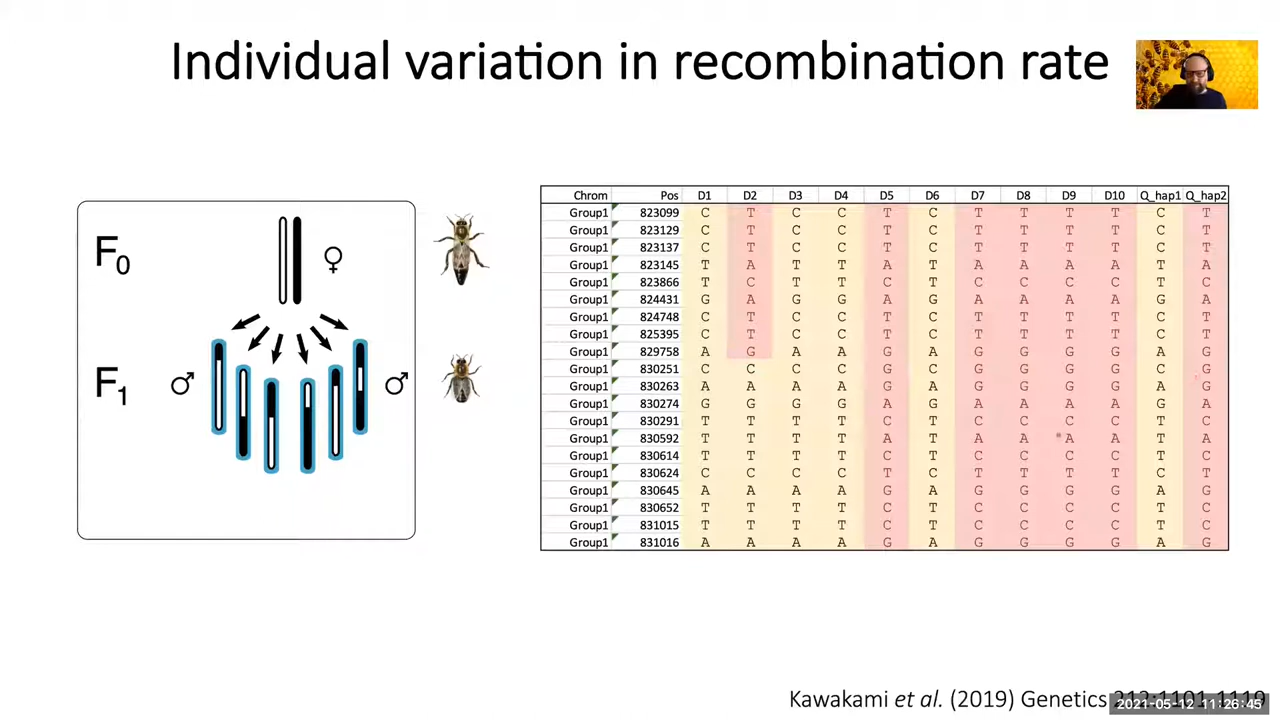 Individual variation in recombination rate
F0 ♀
F1 ♂ ♂
Chrom Pos D1 D2 D3 D4 D5 D6 D7 D8 D9 D10 Q_hap1 Q_hap2
Group1 823099 C T C C T C T T T T C T
Group1 823129 C T C C T C T T T T C T
Group1 823137 C T C C T C T T T T C T
Group1 823145 T A T T A T A A A A T A
Group1 823866 T C T T C T C C C C T C
Group1 824431 G A G G A G A A A A G A
Group1 824748 C T C C T C T T T T C T
Group1 825395 C T C C T C T T T T C T
Group1 829758 A G A A G A G G G G A G
Group1 830251 C C C C G C G G G G C G
Group1 830263 A A A A G A G G G G A G
Group1 830274 G G G G A G A A A A G A
Group1 830291 T T T T C T C C C C T C
Group1 830592 T T T T A T A A A A T A
Group1 830614 T T T T C T C C C C T C
Group1 830624 C C C C T C T T T T C T
Group1 830645 A A A A G A G G G G A G
Group1 830652 T T T T C T C C C C T C
Group1 831015 T T T T C T C C C C T C
Group1 831016 A A A A G A G G G G A G
Kawakami et al. (2019) Genetics 212:1101-1119
2021-05-12 11:26:45